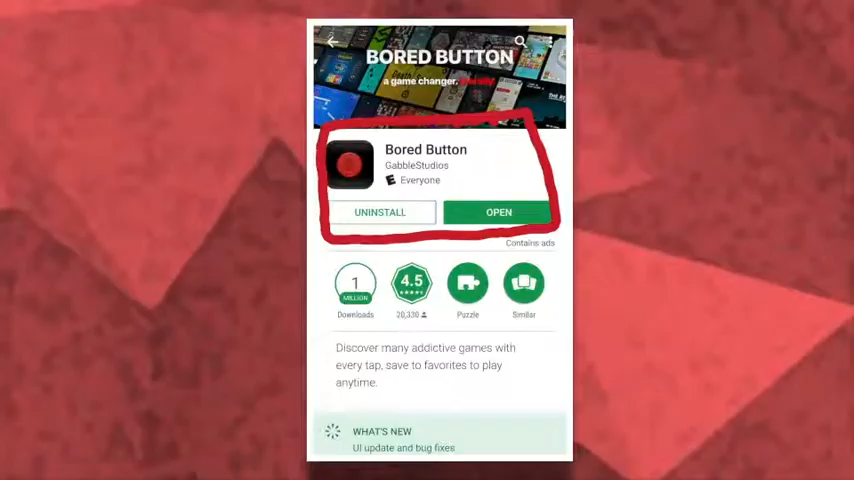 BORED BUTTON
a game changer.
Bored Button
GabbleStudios
E Everyone
UNINSTALL
OPEN
Contains ads
1
MILLION
4.5
Downloads
20,330
Puzzle
Similar
Discover many addictive games with
every tap, save to favorites to play
anytime.
WHAT'S NEW
UI update and bug fixes